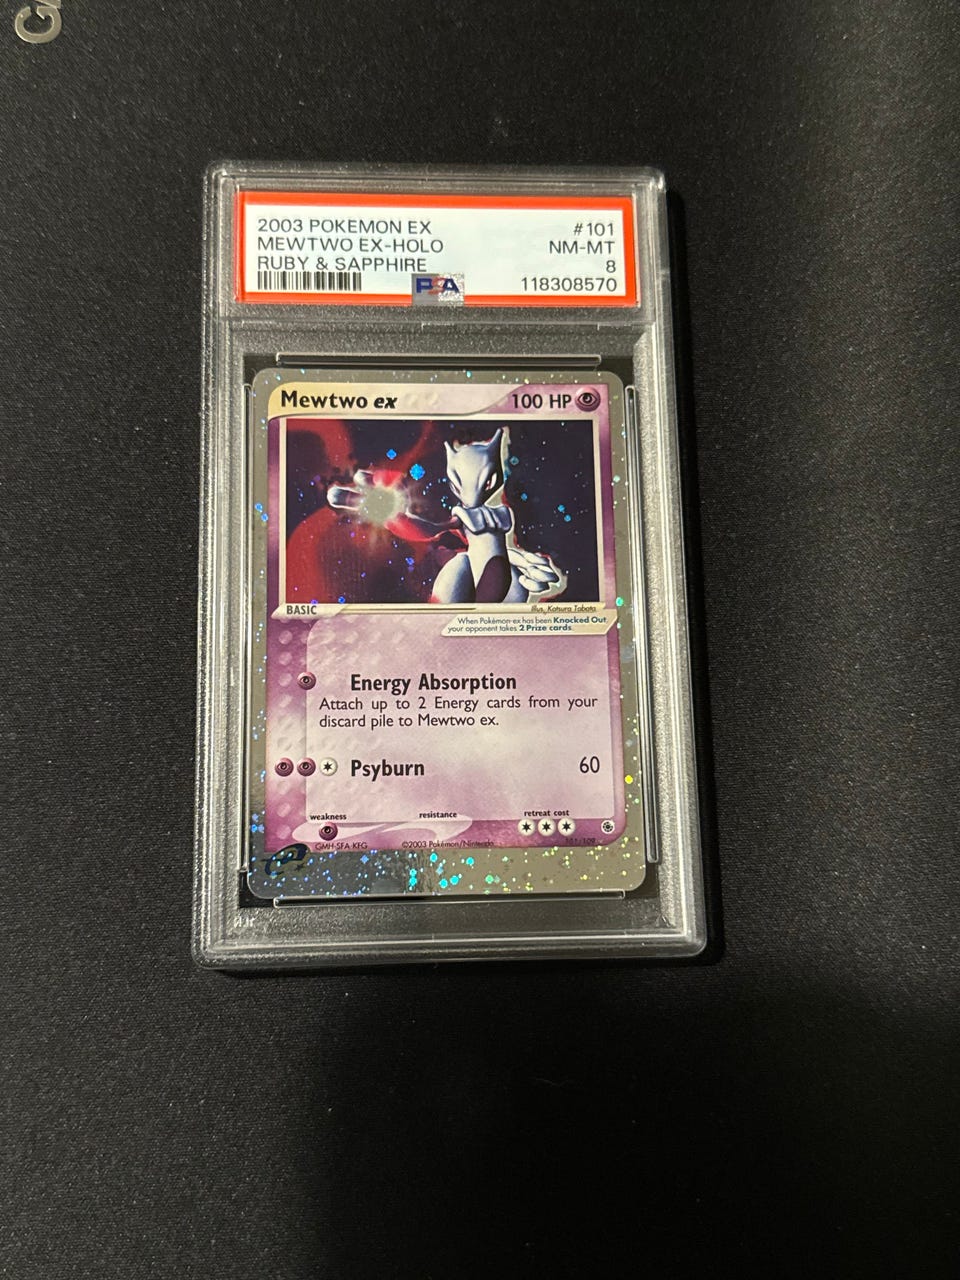 2003 POKEMON EX
#101
MEWTWO EX-HOLO
NM-MT
RUBY & SAPPHIRE
8
PSA
118308570
Mewtwo ex
100 HP
BASIC
Illus. Katsura Tabata
When Pokémon-ex has been Knocked Out,
your opponent takes 2 Prize cards.
Energy Absorption
Attach up to 2 Energy cards from your
discard pile to Mewtwo ex.
Psyburn
60
weakness
resistance
retreat cost
GMH-SFA-KFG
©2003 Pokémon/Nintendo
101/109